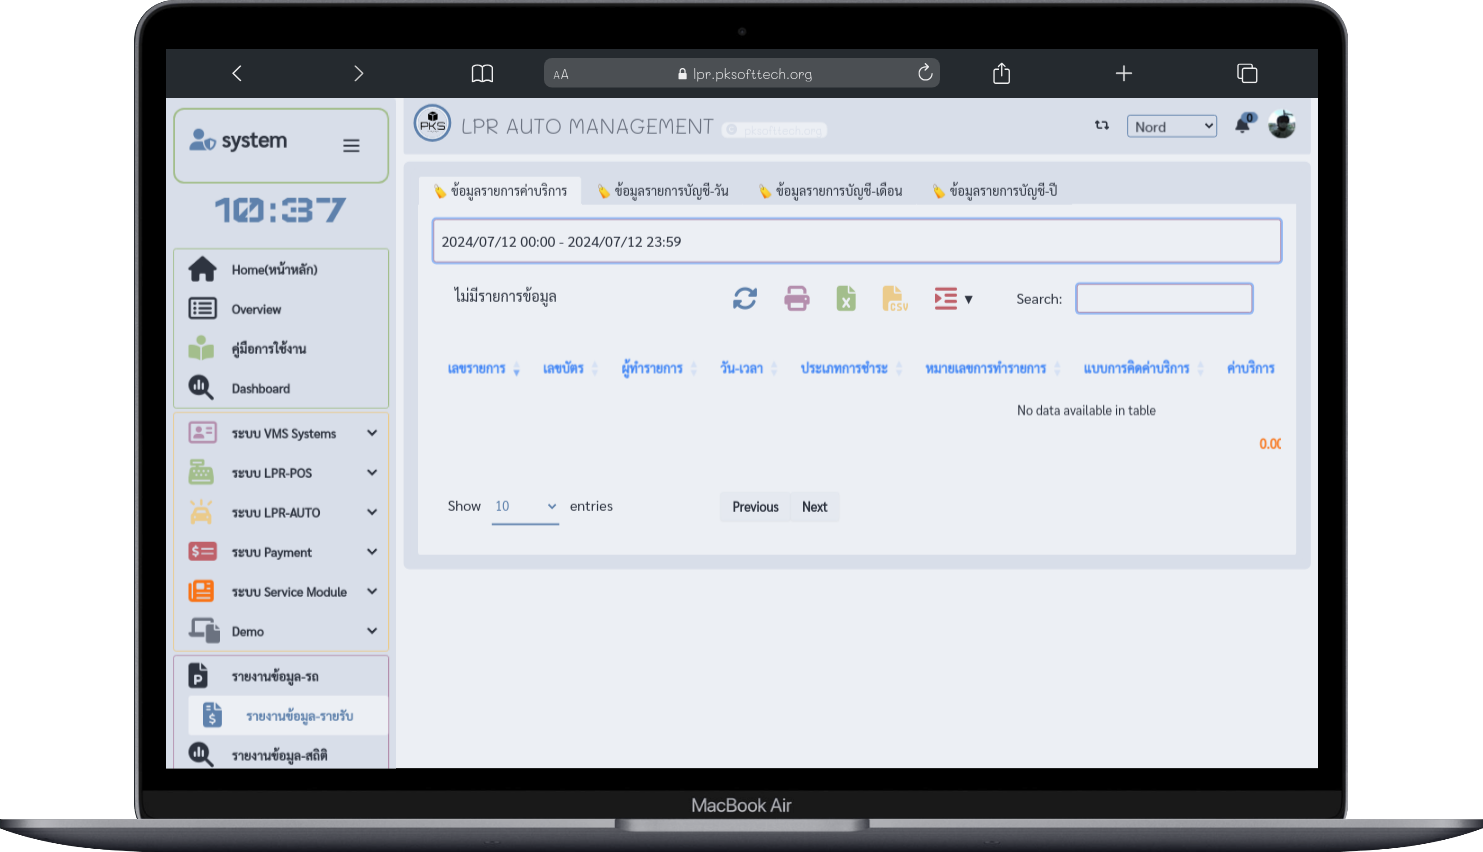 AA lpr.pksofttech.org
system
10:37
Home(หน้าหลัก)
Overview
คู่มือการใช้งาน
Dashboard
ระบบ VMS Systems
ระบบ LPR-POS
ระบบ LPR-AUTO
ระบบ Payment
ระบบ Service Module
Demo
รายงานข้อมูล-รถ
รายงานข้อมูล-รายรับ
รายงานข้อมูล-สถิติ
PKS LPR AUTO MANAGEMENT © pksofttech.org
Nord 0
ข้อมูลรายการค่าบริการ ข้อมูลรายการบัญชี-วัน ข้อมูลรายการบัญชี-เดือน ข้อมูลรายการบัญชี-ปี
2024/07/12 00:00 - 2024/07/12 23:59
ไม่มีรายการข้อมูล X CSV Search:
เลขรายการ เลขบัตร ผู้ทำรายการ วัน-เวลา ประเภทการชำระ หมายเลขการทำรายการ แบบการคิดค่าบริการ ค่าบริการ
No data available in table
0.00
Show 10 entries Previous Next
MacBook Air